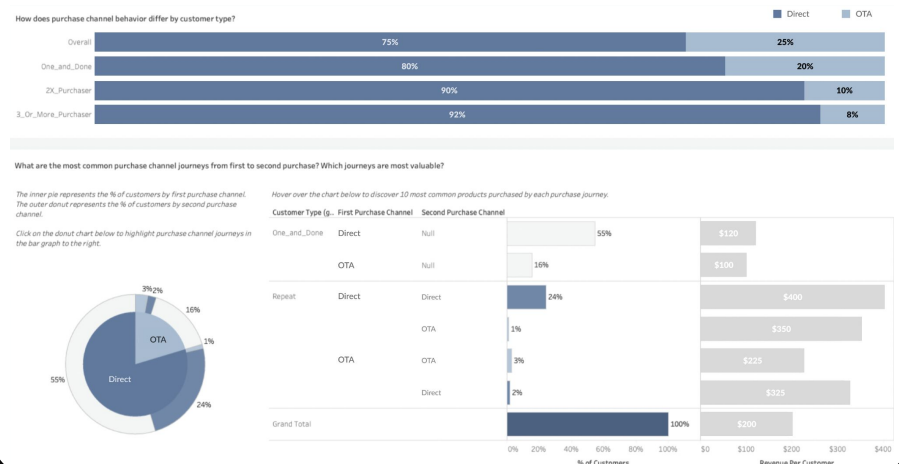 How does purchase channel behavior differ by customer type?
Direct OTA
Overall 75% 25%
One_and_Done 80% 20%
2X_Purchaser 90% 10%
3_Or_More_Purchaser 92% 8%
What are the most common purchase channel journeys from first to second purchase? Which journeys are most valuable?
The inner pie represents the % of customers by first purchase channel.
The outer donut represents the % of customers by second purchase
channel.
Click on the donut chart below to highlight purchase channel journeys in
the bar graph to the right.
3% 2%
16%
OTA
1%
55%
Direct
24%
Hover over the chart below to discover 10 most common products purchased by each purchase journey.
Customer Type (g.. First Purchase Channel Second Purchase Channel
One_and_Done Direct Null 55% $120
OTA Null 16% $100
Repeat Direct Direct 24% $400
OTA 1% $350
OTA OTA 3% $225
Direct 2% $325
Grand Total 100% $200
0% 20% 40% 60% 80% 100% $0 $100 $200 $300 $400
% of Customers Revenue Per Customer